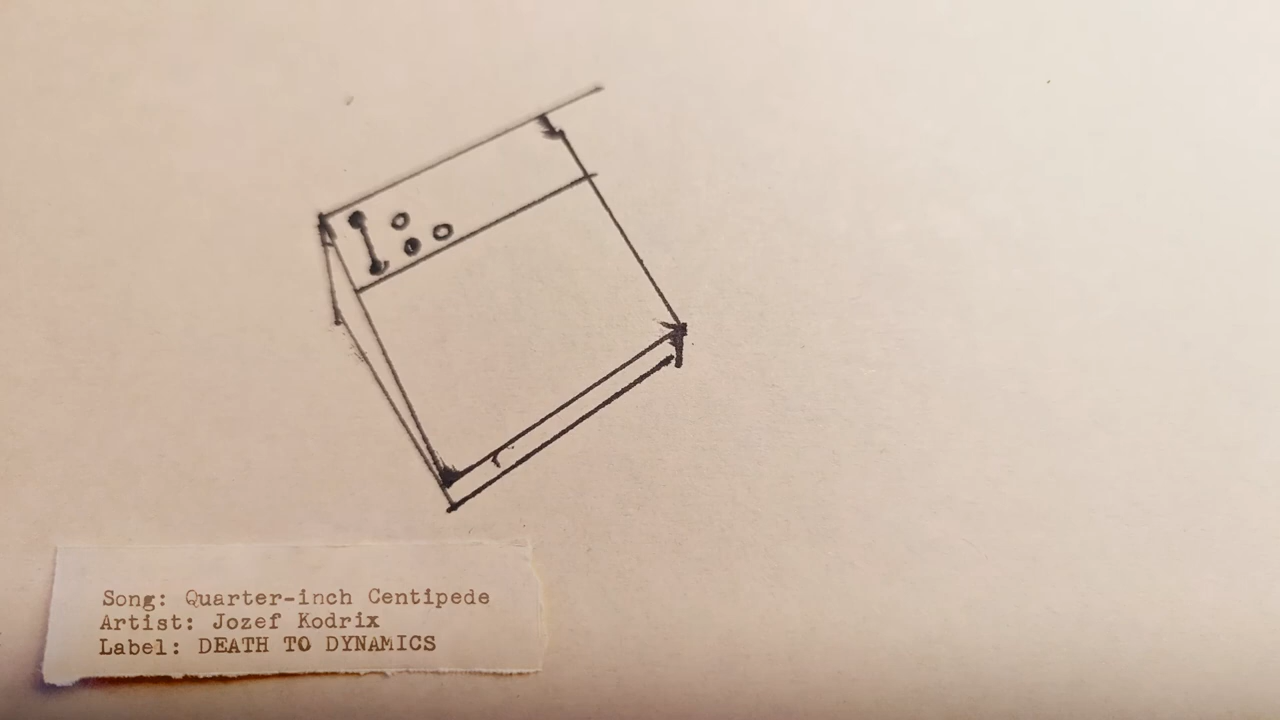 Song: Quarter-inch Centipede
Artist: Jozef Kodrix
Label: DEATH TO DYNAMICS